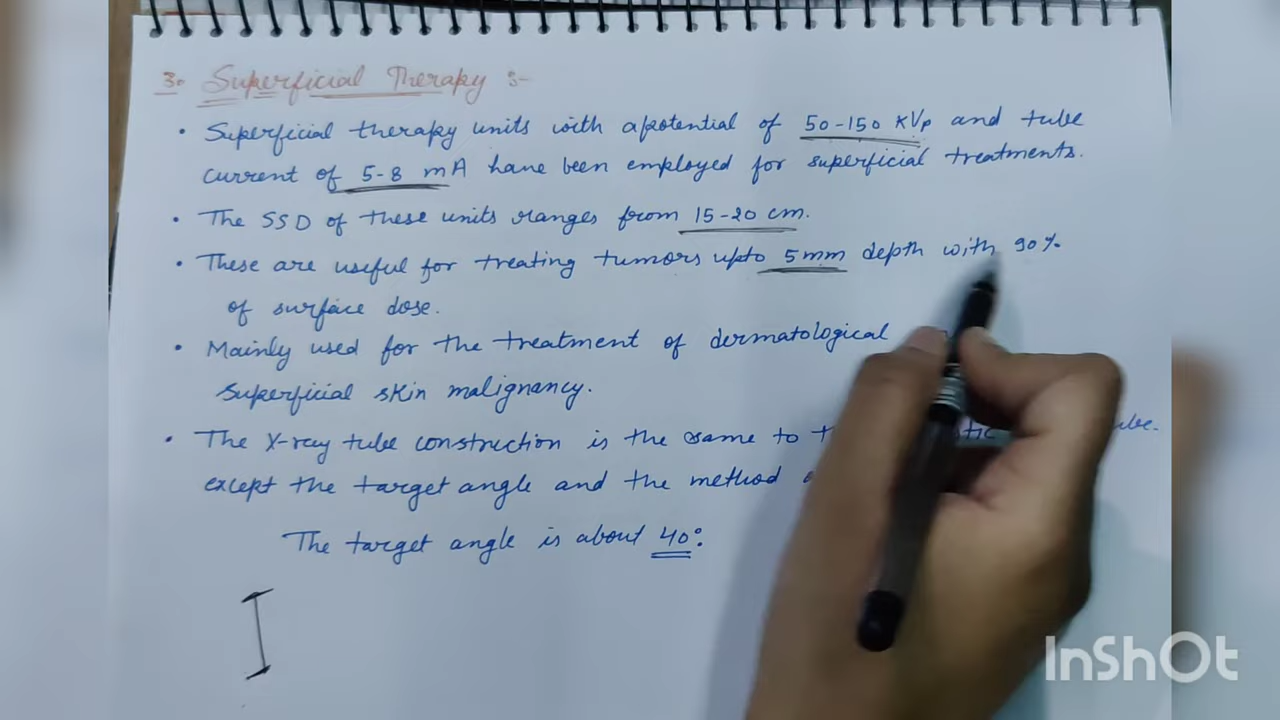 3. Superficial Therapy :-
• Superficial therapy units with a potential of 50-150 KVp and tube
current of 5-8 mA have been employed for superficial treatments.
• The SSD of these units ranges from 15-20 cm.
• These are useful for treating tumors upto 5mm depth with 90%
of surface dose.
• Mainly used for the treatment of dermatological
superficial skin malignancy.
• The X-ray tube construction is the same to
except the target angle and the method
The target angle is about 40°.
InShOt